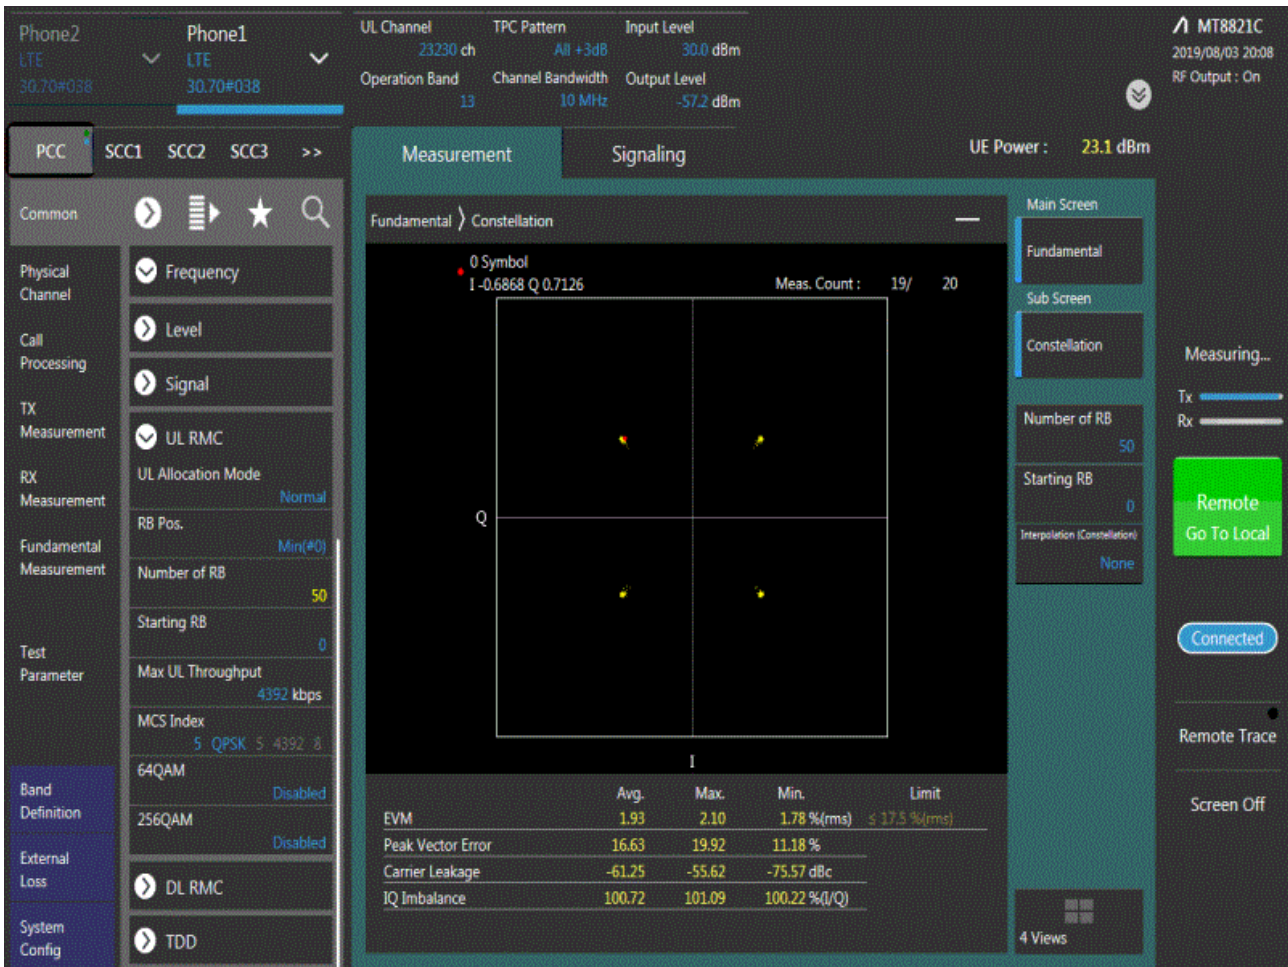 Phone2
LTE
30.70#038
Phone1
LTE
30.70#038
UL Channel
23230 ch
TPC Pattern
All +3dB
Input Level
30.0 dBm
Operation Band
13
Channel Bandwidth
10 MHz
Output Level
-57.2 dBm
MT8821C
2019/08/03 20:08
RF Output : On
PCC SCC1 SCC2 SCC3 >>
Measurement
Signaling
UE Power : 23.1 dBm
Common
Physical
Channel
Call
Processing
TX
Measurement
RX
Measurement
Fundamental
Measurement
Test
Parameter
Band
Definition
External
Loss
System
Config
Frequency
Level
Signal
UL RMC
UL Allocation Mode
Normal
RB Pos.
Min(#0)
Number of RB
50
Starting RB
0
Max UL Throughput
4392 kbps
MCS Index
5 QPSK 5 4392 8
64QAM
Disabled
256QAM
Disabled
DL RMC
TDD
Fundamental 〉 Constellation
0 Symbol
I -0.6868 Q 0.7126
Meas. Count : 19/ 20
Q
I
Avg. Max. Min. Limit
EVM 1.93 2.10 1.78 %(rms) ≤ 17.5 %(rms)
Peak Vector Error 16.63 19.92 11.18 %
Carrier Leakage -61.25 -55.62 -75.57 dBc
IQ Imbalance 100.72 101.09 100.22 %(I/Q)
Main Screen
Fundamental
Sub Screen
Constellation
Number of RB
50
Starting RB
0
Interpolation (Constellation)
None
4 Views
Measuring...
Tx
Rx
Remote
Go To Local
Connected
Remote Trace
Screen Off